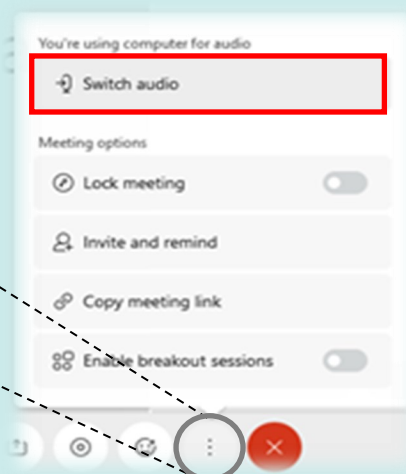 You're using computer for audio
Switch audio
Meeting options
Lock meeting
Invite and remind
Copy meeting link
Enable breakout sessions